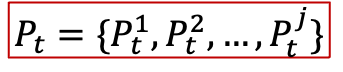 P_t = {P_t^1, P_t^2, …, P_t^j}